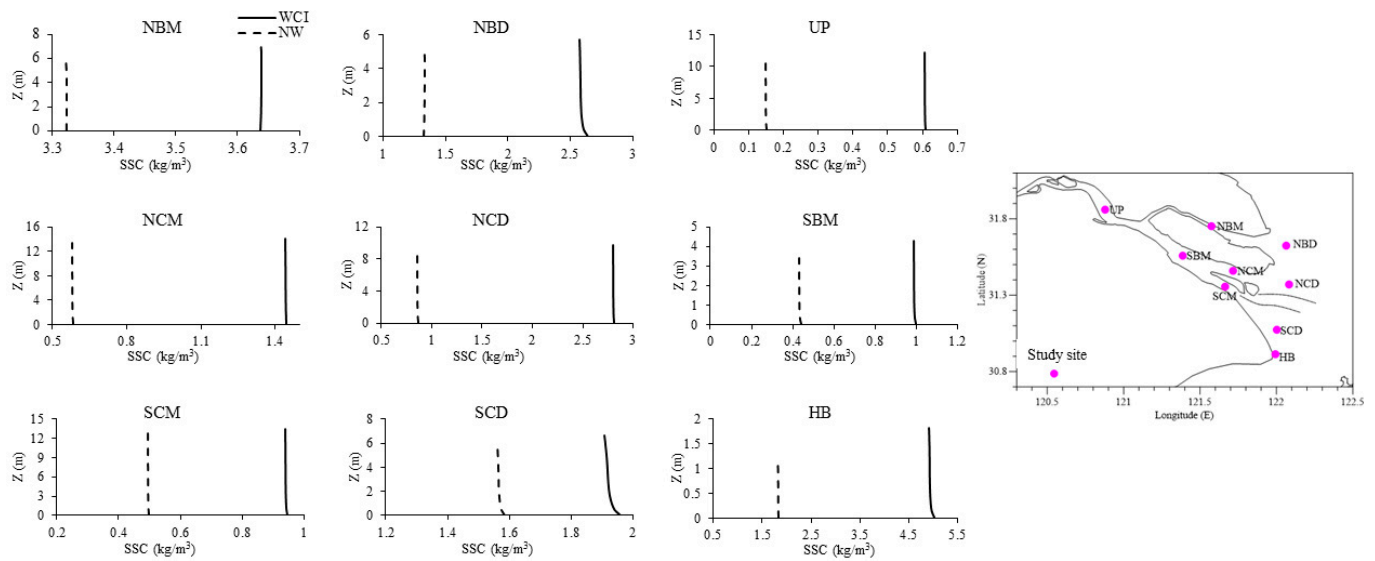 NBM
WCI
NW
8
6
4
2
0
Z (m)
3.3 3.4 3.5 3.6 3.7
SSC (kg/m³)
NBD
6
4
2
0
Z (m)
1 1.5 2 2.5 3
SSC (kg/m³)
UP
15
10
5
0
Z (m)
0 0.1 0.2 0.3 0.4 0.5 0.6 0.7
SSC (kg/m³)
NCM
16
12
8
4
0
Z (m)
0.5 0.8 1.1 1.4
SSC (kg/m³)
NCD
12
8
4
0
Z (m)
0.5 1 1.5 2 2.5 3
SSC (kg/m³)
SBM
5
4
3
2
1
0
Z (m)
0 0.2 0.4 0.6 0.8 1 1.2
SSC (kg/m³)
SCM
15
12
9
6
3
0
Z (m)
0.2 0.4 0.6 0.8 1
SSC (kg/m³)
SCD
8
6
4
2
0
Z (m)
1.2 1.4 1.6 1.8 2
SSC (kg/m³)
HB
2
1.5
1
0.5
0
Z (m)
0.5 1.5 2.5 3.5 4.5 5.5
SSC (kg/m³)
31.8
31.3
30.8
Latitude (N)
UP
NBM
NBD
SBM
NCM
NCD
SCM
SCD
HB
Study site
120.5 121 121.5 122 122.5
Longitude (E)